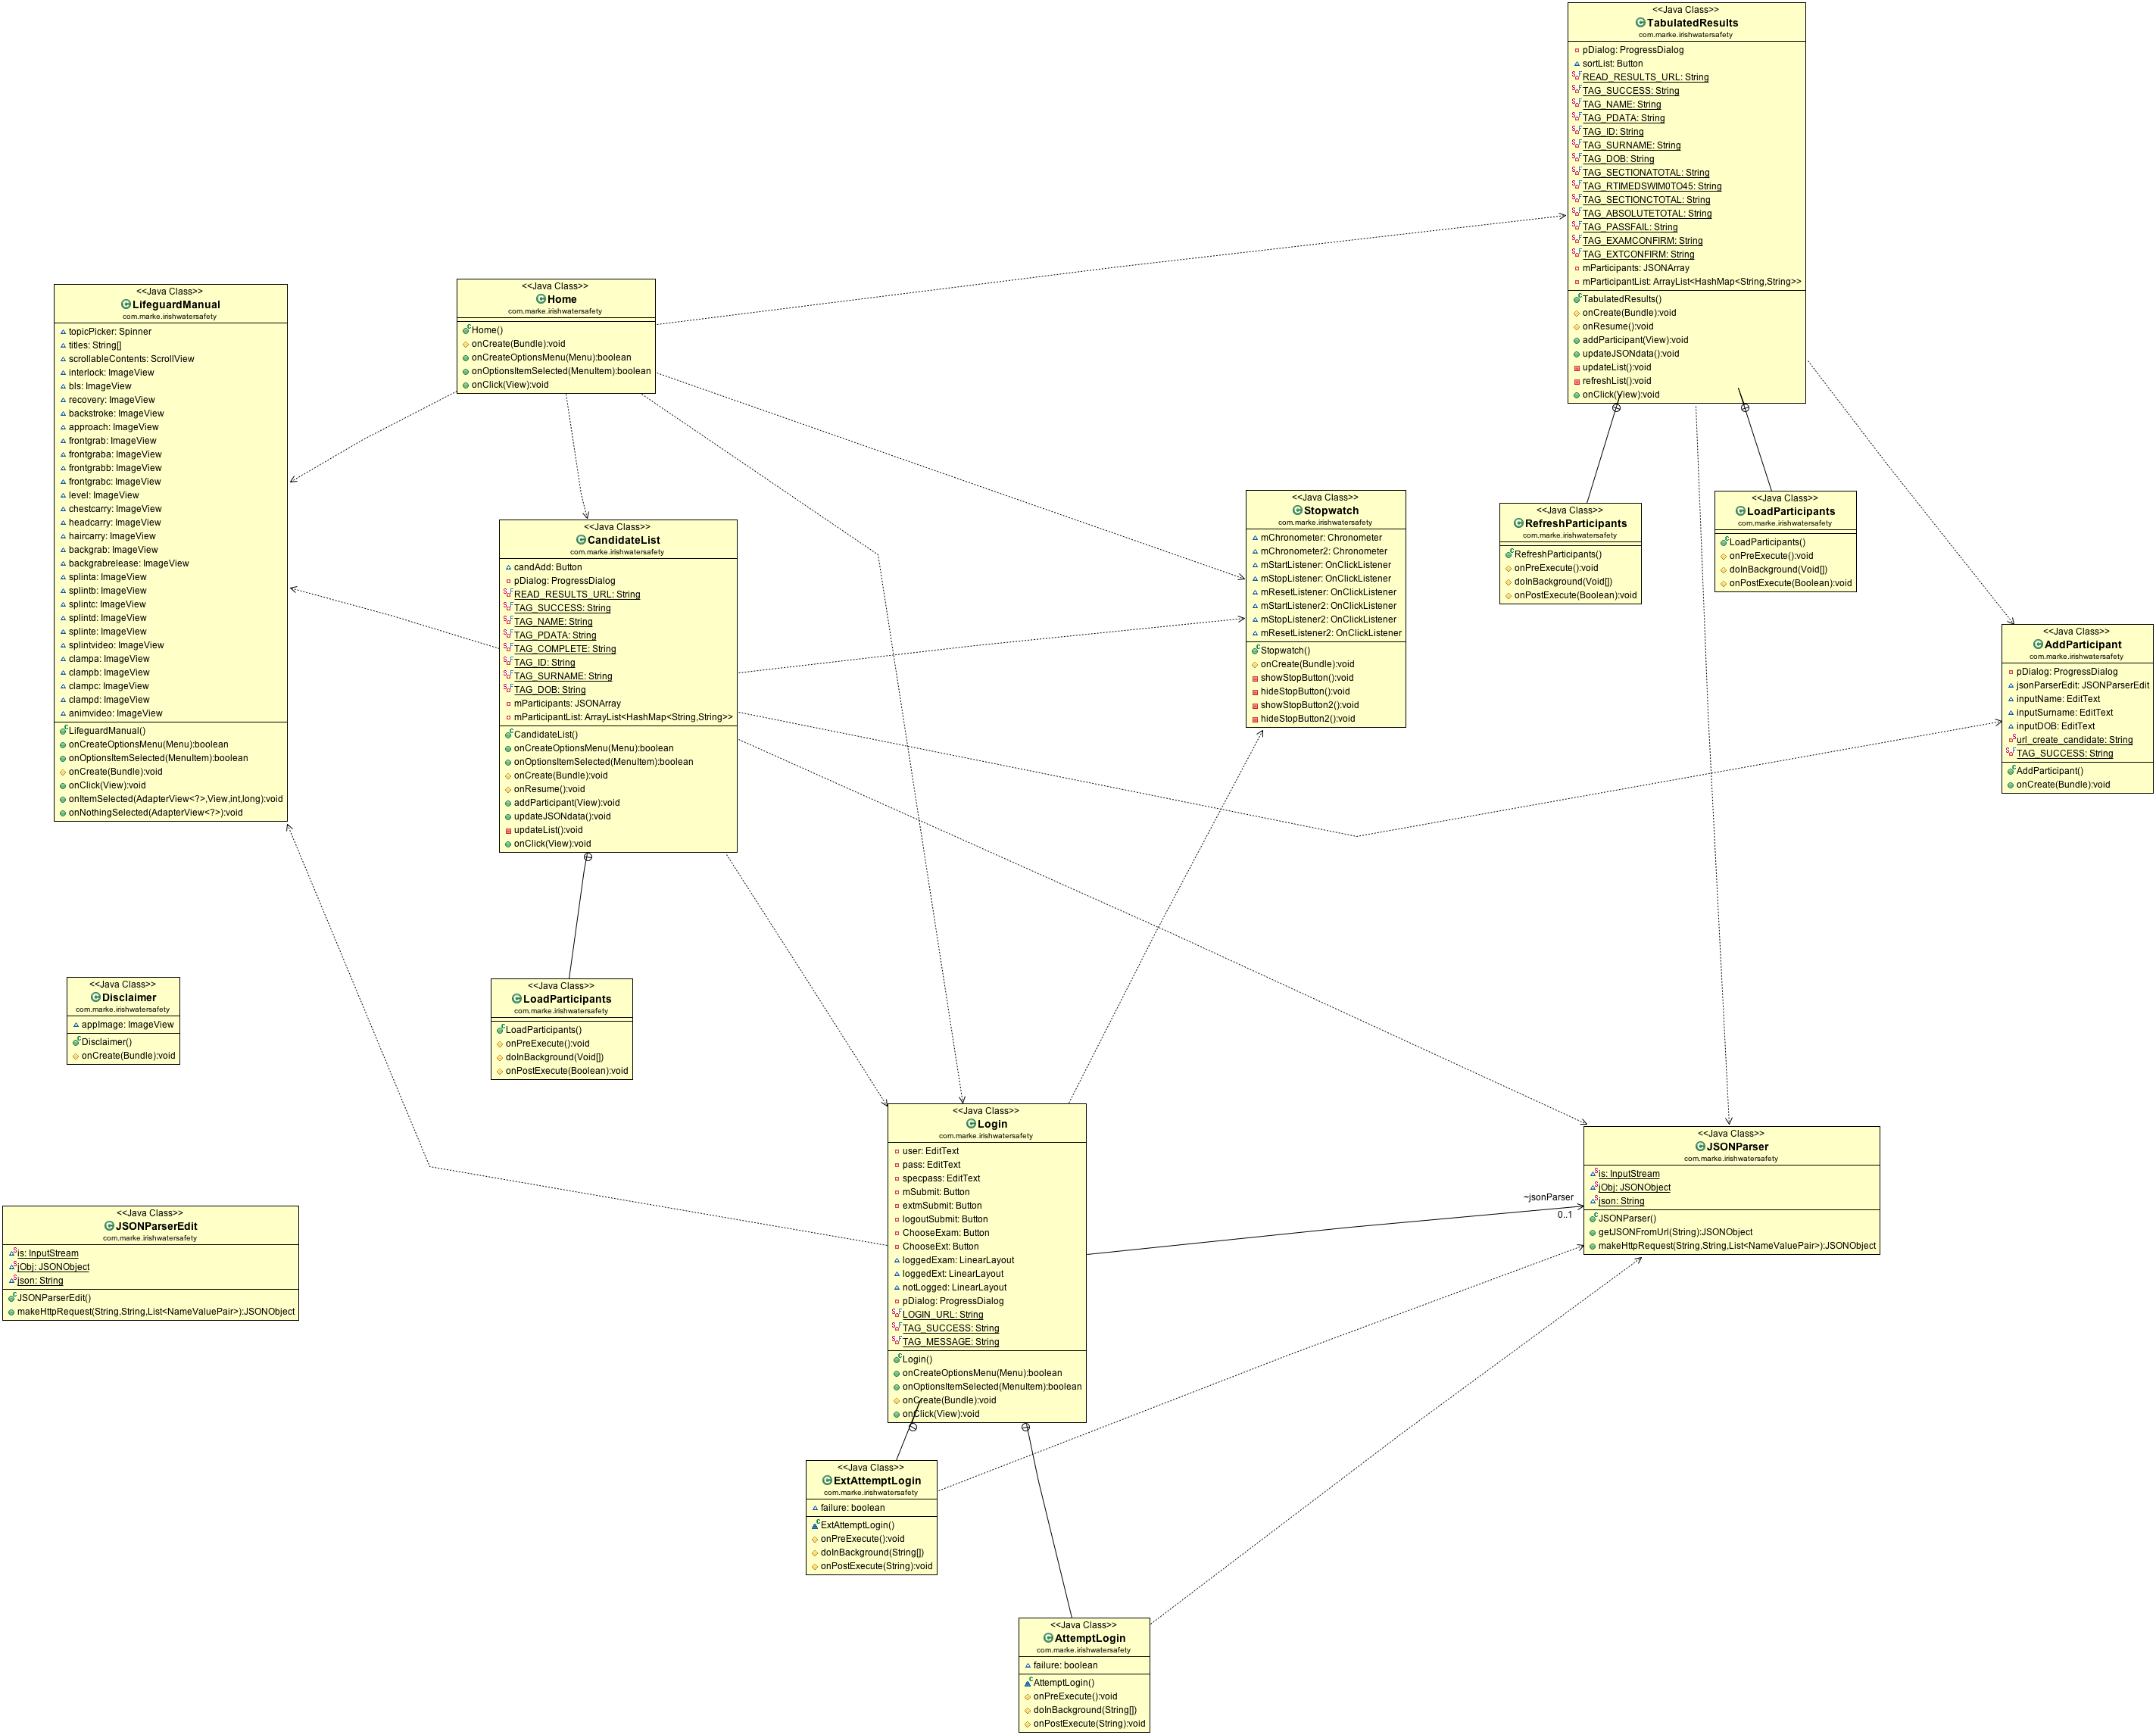 <<Java Class>>
TabulatedResults
com.marke.irishwatersafety
pDialog: ProgressDialog
sortList: Button
READ_RESULTS_URL: String
TAG_SUCCESS: String
TAG_NAME: String
TAG_PDATA: String
TAG_ID: String
TAG_SURNAME: String
TAG_DOB: String
TAG_SECTIONATOTAL: String
TAG_RTIMEDSWIM0TO45: String
TAG_SECTIONCTOTAL: String
TAG_ABSOLUTETOTAL: String
TAG_PASSFAIL: String
TAG_EXAMCONFIRM: String
TAG_EXTCONFIRM: String
mParticipants: JSONArray
mParticipantList: ArrayList<HashMap<String,String>>
TabulatedResults()
onCreate(Bundle):void
onResume():void
addParticipant(View):void
updateJSONdata():void
updateList():void
refreshList():void
onClick(View):void
<<Java Class>>
Home
com.marke.irishwatersafety
Home()
onCreate(Bundle):void
onCreateOptionsMenu(Menu):boolean
onOptionsItemSelected(MenuItem):boolean
onClick(View):void
<<Java Class>>
LifeguardManual
com.marke.irishwatersafety
topicPicker: Spinner
titles: String[]
scrollableContents: ScrollView
interlock: ImageView
bls: ImageView
recovery: ImageView
backstroke: ImageView
approach: ImageView
frontgrab: ImageView
frontgraba: ImageView
frontgrabb: ImageView
frontgrabc: ImageView
level: ImageView
chestcarry: ImageView
headcarry: ImageView
haircarry: ImageView
backgrab: ImageView
backgrabrelease: ImageView
splinta: ImageView
splintb: ImageView
splintc: ImageView
splintd: ImageView
splinte: ImageView
splintvideo: ImageView
clampa: ImageView
clampb: ImageView
clampc: ImageView
clampd: ImageView
animvideo: ImageView
LifeguardManual()
onCreateOptionsMenu(Menu):boolean
onOptionsItemSelected(MenuItem):boolean
onCreate(Bundle):void
onClick(View):void
onItemSelected(AdapterView<?>,View,int,long):void
onNothingSelected(AdapterView<?>):void
<<Java Class>>
CandidateList
com.marke.irishwatersafety
candAdd: Button
pDialog: ProgressDialog
READ_RESULTS_URL: String
TAG_SUCCESS: String
TAG_NAME: String
TAG_PDATA: String
TAG_COMPLETE: String
TAG_ID: String
TAG_SURNAME: String
TAG_DOB: String
mParticipants: JSONArray
mParticipantList: ArrayList<HashMap<String,String>>
CandidateList()
onCreateOptionsMenu(Menu):boolean
onOptionsItemSelected(MenuItem):boolean
onCreate(Bundle):void
onResume():void
addParticipant(View):void
updateJSONdata():void
updateList():void
onClick(View):void
<<Java Class>>
Stopwatch
com.marke.irishwatersafety
mChronometer: Chronometer
mChronometer2: Chronometer
mStartListener: OnClickListener
mStopListener: OnClickListener
mResetListener: OnClickListener
mStartListener2: OnClickListener
mStopListener2: OnClickListener
mResetListener2: OnClickListener
Stopwatch()
onCreate(Bundle):void
showStopButton():void
hideStopButton():void
showStopButton2():void
hideStopButton2():void
<<Java Class>>
RefreshParticipants
com.marke.irishwatersafety
RefreshParticipants()
onPreExecute():void
doInBackground(Void[])
onPostExecute(Boolean):void
<<Java Class>>
LoadParticipants
com.marke.irishwatersafety
LoadParticipants()
onPreExecute():void
doInBackground(Void[])
onPostExecute(Boolean):void
<<Java Class>>
AddParticipant
com.marke.irishwatersafety
pDialog: ProgressDialog
jsonParserEdit: JSONParserEdit
inputName: EditText
inputSurname: EditText
inputDOB: EditText
url_create_candidate: String
TAG_SUCCESS: String
AddParticipant()
onCreate(Bundle):void
<<Java Class>>
Disclaimer
com.marke.irishwatersafety
appImage: ImageView
Disclaimer()
onCreate(Bundle):void
<<Java Class>>
LoadParticipants
com.marke.irishwatersafety
LoadParticipants()
onPreExecute():void
doInBackground(Void[])
onPostExecute(Boolean):void
<<Java Class>>
Login
com.marke.irishwatersafety
user: EditText
pass: EditText
specpass: EditText
mSubmit: Button
extmSubmit: Button
logoutSubmit: Button
ChooseExam: Button
ChooseExt: Button
loggedExam: LinearLayout
loggedExt: LinearLayout
notLogged: LinearLayout
pDialog: ProgressDialog
LOGIN_URL: String
TAG_SUCCESS: String
TAG_MESSAGE: String
Login()
onCreateOptionsMenu(Menu):boolean
onOptionsItemSelected(MenuItem):boolean
onCreate(Bundle):void
onClick(View):void
~jsonParser
0..1
<<Java Class>>
JSONParser
com.marke.irishwatersafety
is: InputStream
jObj: JSONObject
json: String
JSONParser()
getJSONFromUrl(String):JSONObject
makeHttpRequest(String,String,List<NameValuePair>):JSONObject
<<Java Class>>
JSONParserEdit
com.marke.irishwatersafety
is: InputStream
jObj: JSONObject
json: String
JSONParserEdit()
makeHttpRequest(String,String,List<NameValuePair>):JSONObject
<<Java Class>>
ExtAttemptLogin
com.marke.irishwatersafety
failure: boolean
ExtAttemptLogin()
onPreExecute():void
doInBackground(String[])
onPostExecute(String):void
<<Java Class>>
AttemptLogin
com.marke.irishwatersafety
failure: boolean
AttemptLogin()
onPreExecute():void
doInBackground(String[])
onPostExecute(String):void